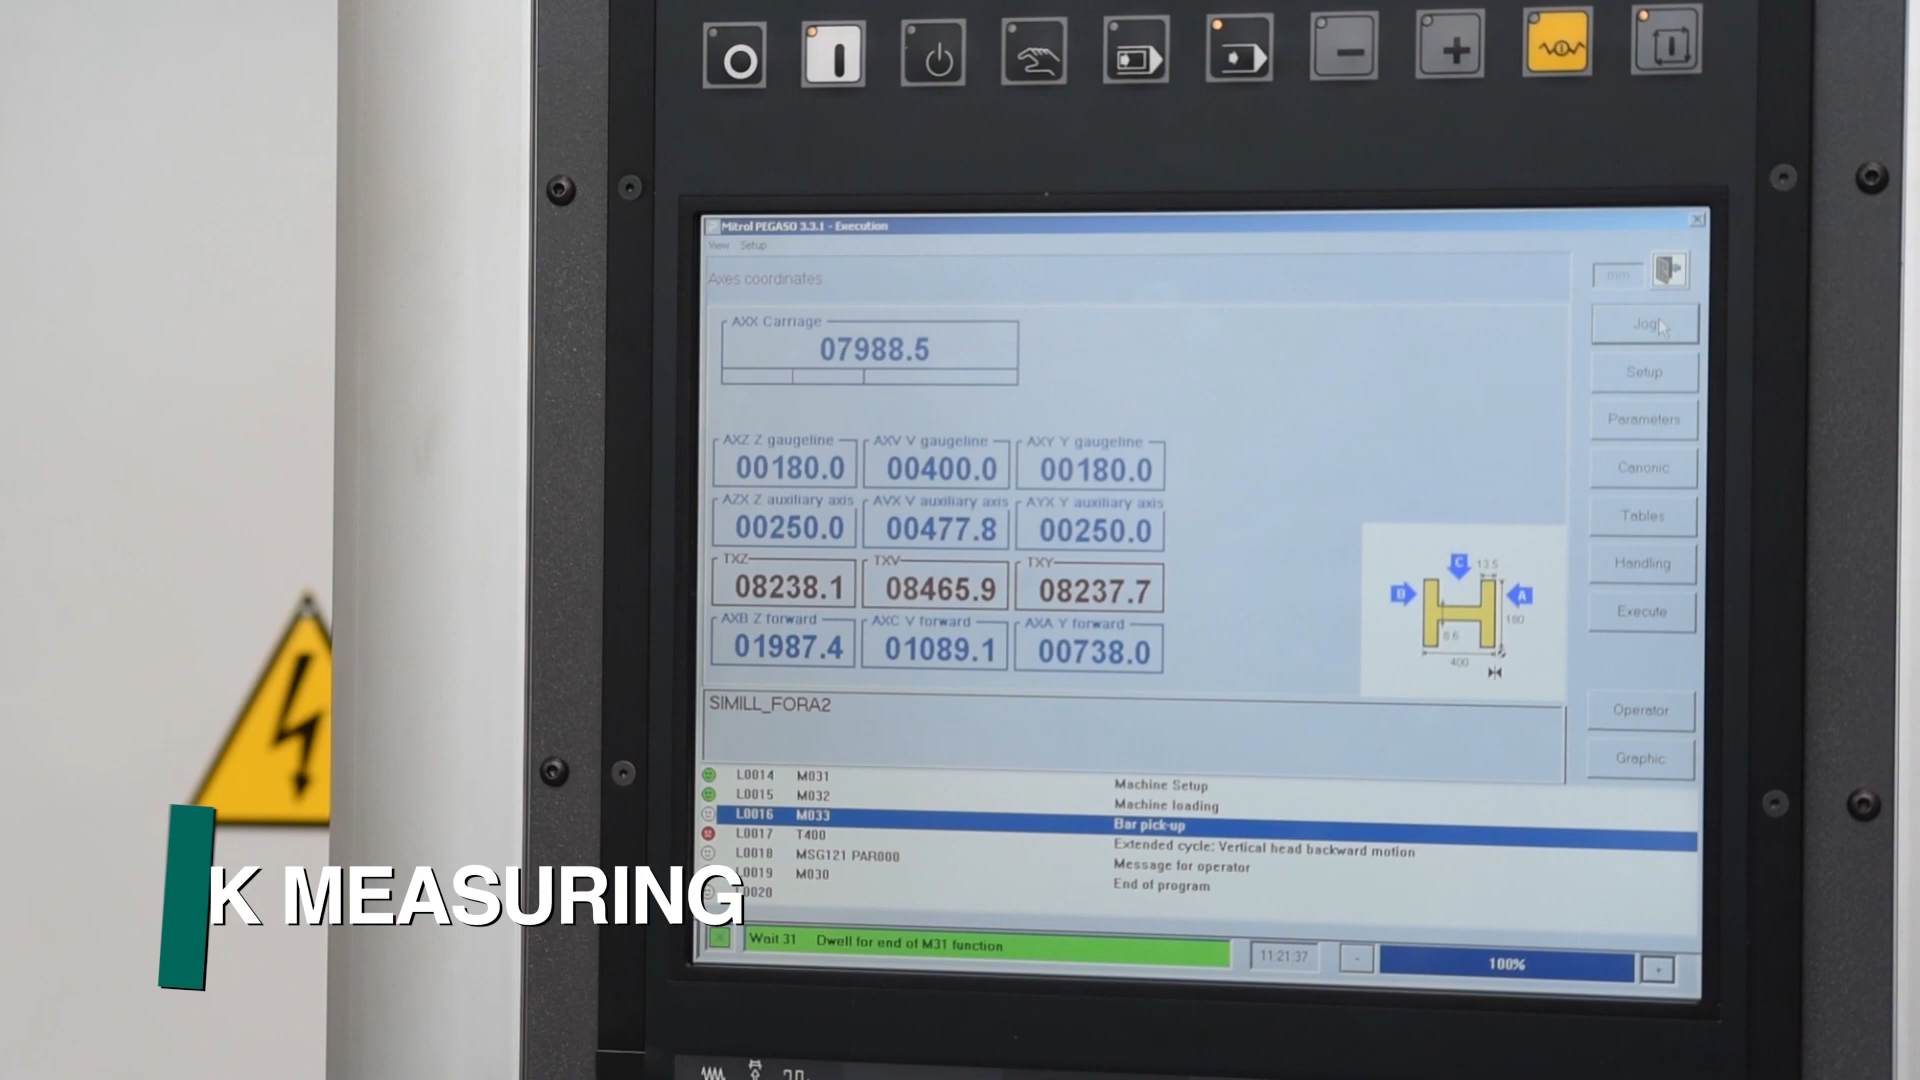 Mitrol PEGASO 3.3.1 - Execution
View Setup
Axes coordinates
mm
AXX Carriage
07988.5
Jog
Setup
Parameters
Canonic
Tables
Handling
Execute
Operator
Graphic
AXZ Z gaugeline AXV V gaugeline AXY Y gaugeline
00180.0 00400.0 00180.0
AZX Z auxiliary axis AVX V auxiliary axis AYX Y auxiliary axis
00250.0 00477.8 00250.0
TXZ TXV TXY
08238.1 08465.9 08237.7
AXB Z forward AXC V forward AXA Y forward
01987.4 01089.1 00738.0
C 13.5
B A
180
8.6
400
SIMILL_FORA2
L0014 M031 Machine Setup
L0015 M032 Machine loading
L0016 M033 Bar pick-up
L0017 T400 Extended cycle: Vertical head backward motion
L0018 MSG121 PAR000 Message for operator
L0019 M030 End of program
L0020
K MEASURING
Wait 31 Dwell for end of M31 function
11:21:37 - 100% +